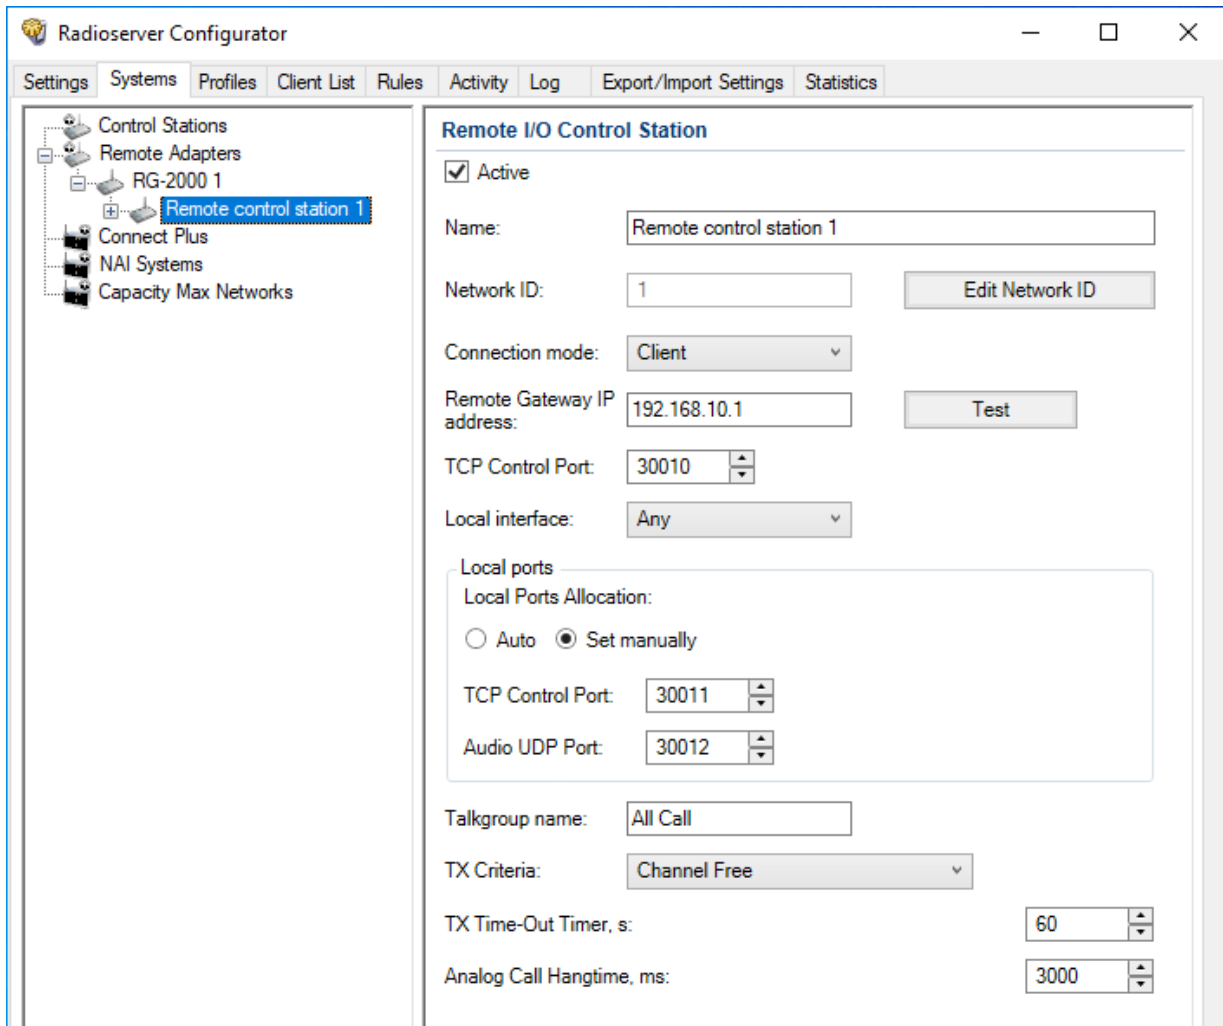 Radioserver Configurator
Settings Systems Profiles Client List Rules Activity Log Export/Import Settings Statistics
Control Stations
Remote Adapters
RG-2000 1
Remote control station 1
Connect Plus
NAI Systems
Capacity Max Networks
Remote I/O Control Station
Active
Name: Remote control station 1
Network ID: 1 Edit Network ID
Connection mode: Client
Remote Gateway IP
address: 192.168.10.1 Test
TCP Control Port: 30010
Local interface: Any
Local ports
Local Ports Allocation:
Auto Set manually
TCP Control Port: 30011
Audio UDP Port: 30012
Talkgroup name: All Call
TX Criteria: Channel Free
TX Time-Out Timer, s: 60
Analog Call Hangtime, ms: 3000